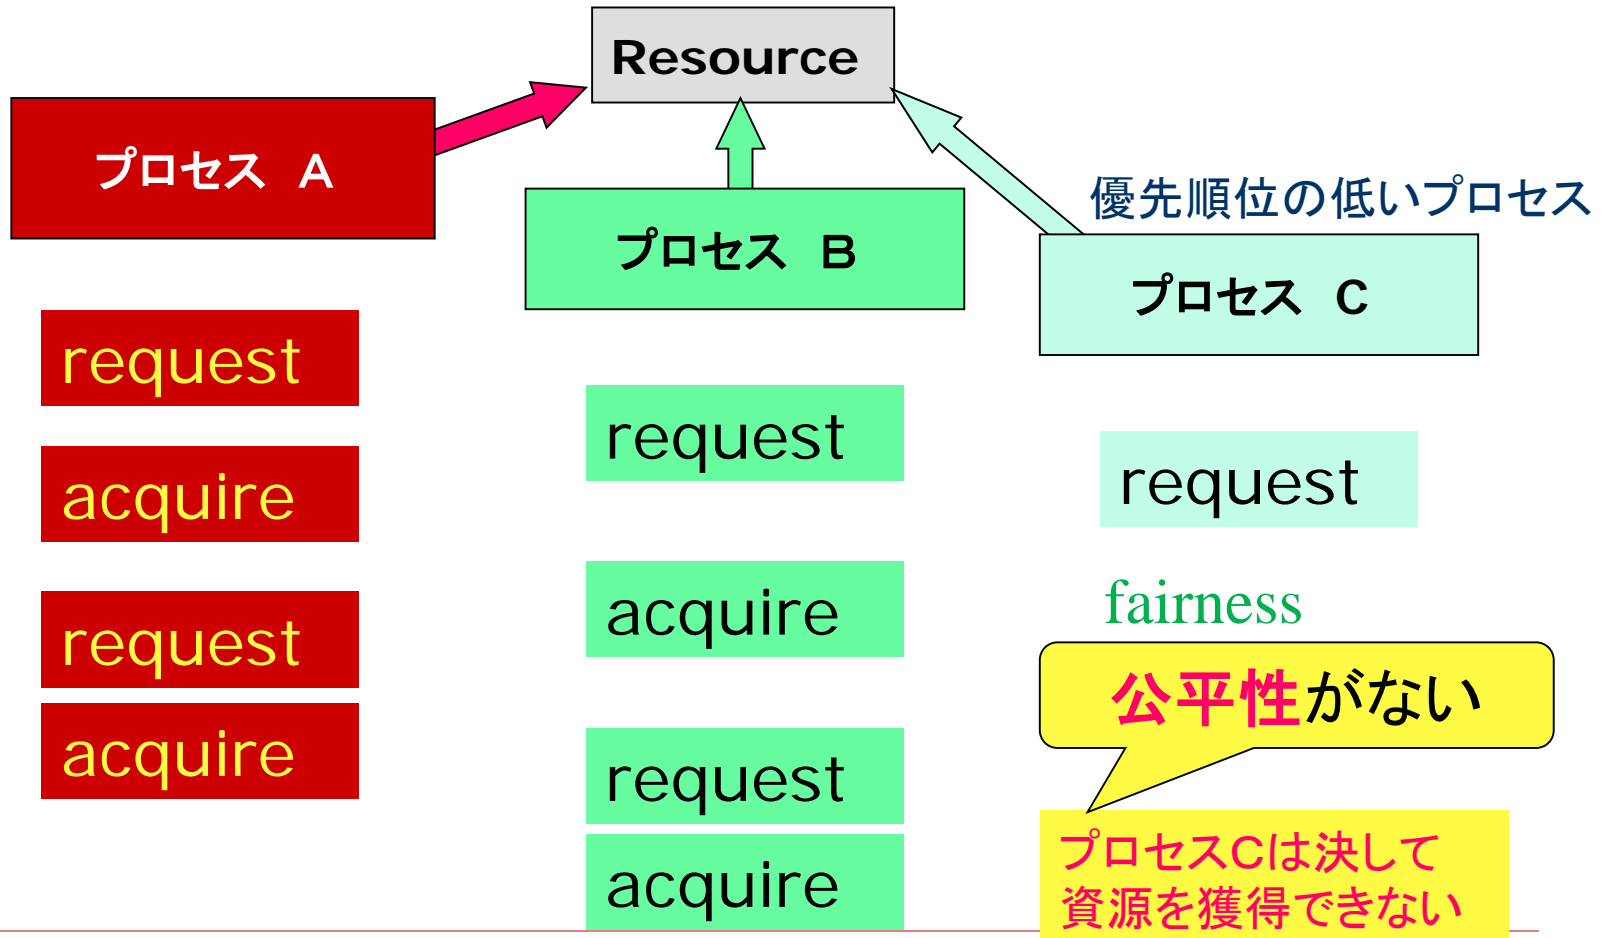 Resource
プロセス　A
プロセス　B
優先順位の低いプロセス
プロセス　C
request
acquire
request
acquire
request
acquire
request
acquire
request
fairness
公平性がない
プロセスCは決して
資源を獲得できない